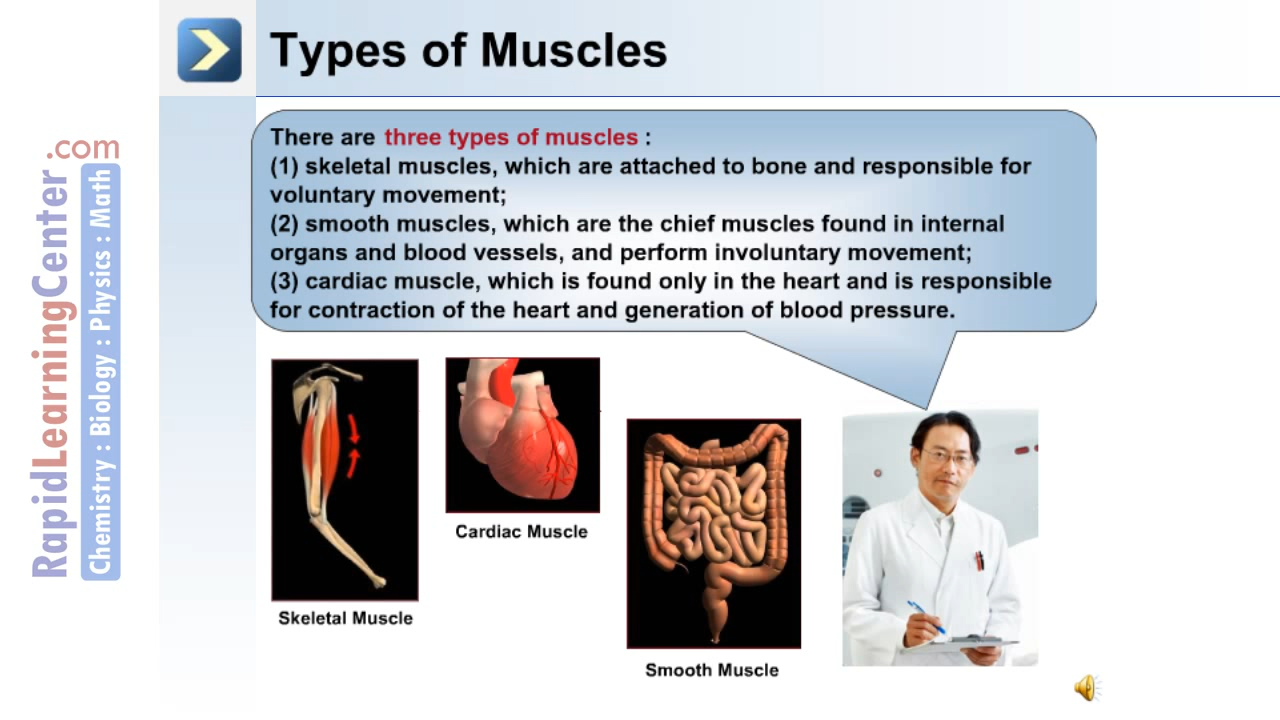 Types of Muscles
There are three types of muscles :
(1) skeletal muscles, which are attached to bone and responsible for
voluntary movement;
(2) smooth muscles, which are the chief muscles found in internal
organs and blood vessels, and perform involuntary movement;
(3) cardiac muscle, which is found only in the heart and is responsible
for contraction of the heart and generation of blood pressure.
Skeletal Muscle
Cardiac Muscle
Smooth Muscle
RapidLearningCenter.com
Chemistry : Biology : Physics : Math